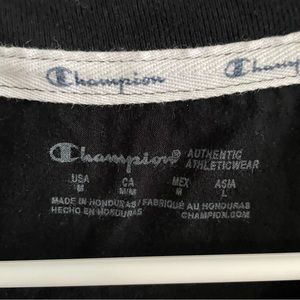 Champion Cham
Champion® AUTHENTIC
ATHLETICWEAR
USA CA MEX ASIA
M M/M M L
MADE IN HONDURAS / FABRIQUÉ AU HONDURAS
HECHO EN HONDURAS CHAMPION.COM